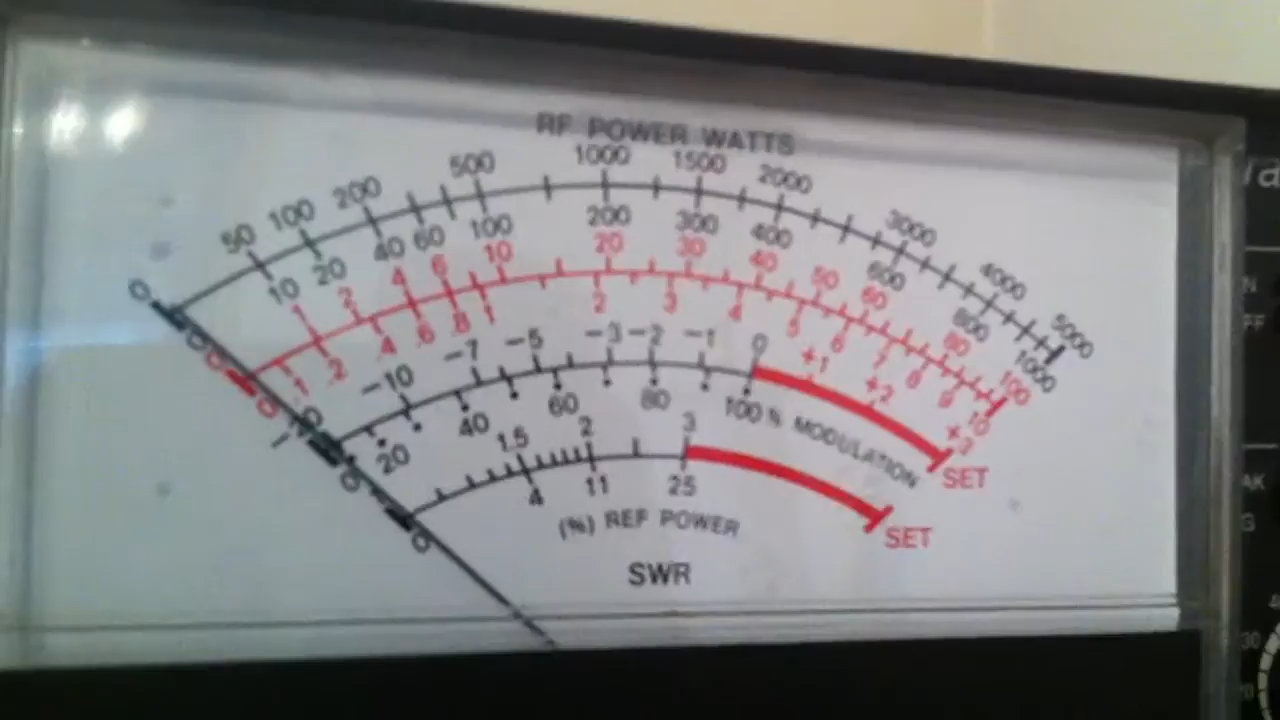 RF POWER WATTS
0 50 100 200 500 1000 1500 2000 3000 4000 5000
0 10 20 40 60 100 200 300 400 600 800 1000
0 1 2 4 6 10 20 30 40 50 60 80 100
0 .1 .2 .4 .6 .8 1 2 3 4 5 6 7 8 9 10
-10 -7 -5 -3 -2 -1 0 +1 +2 +3
0 20 40 60 80 100 % MODULATION SET
1 1.5 2 3
0 4 11 25 SET
(%) REF POWER
SWR